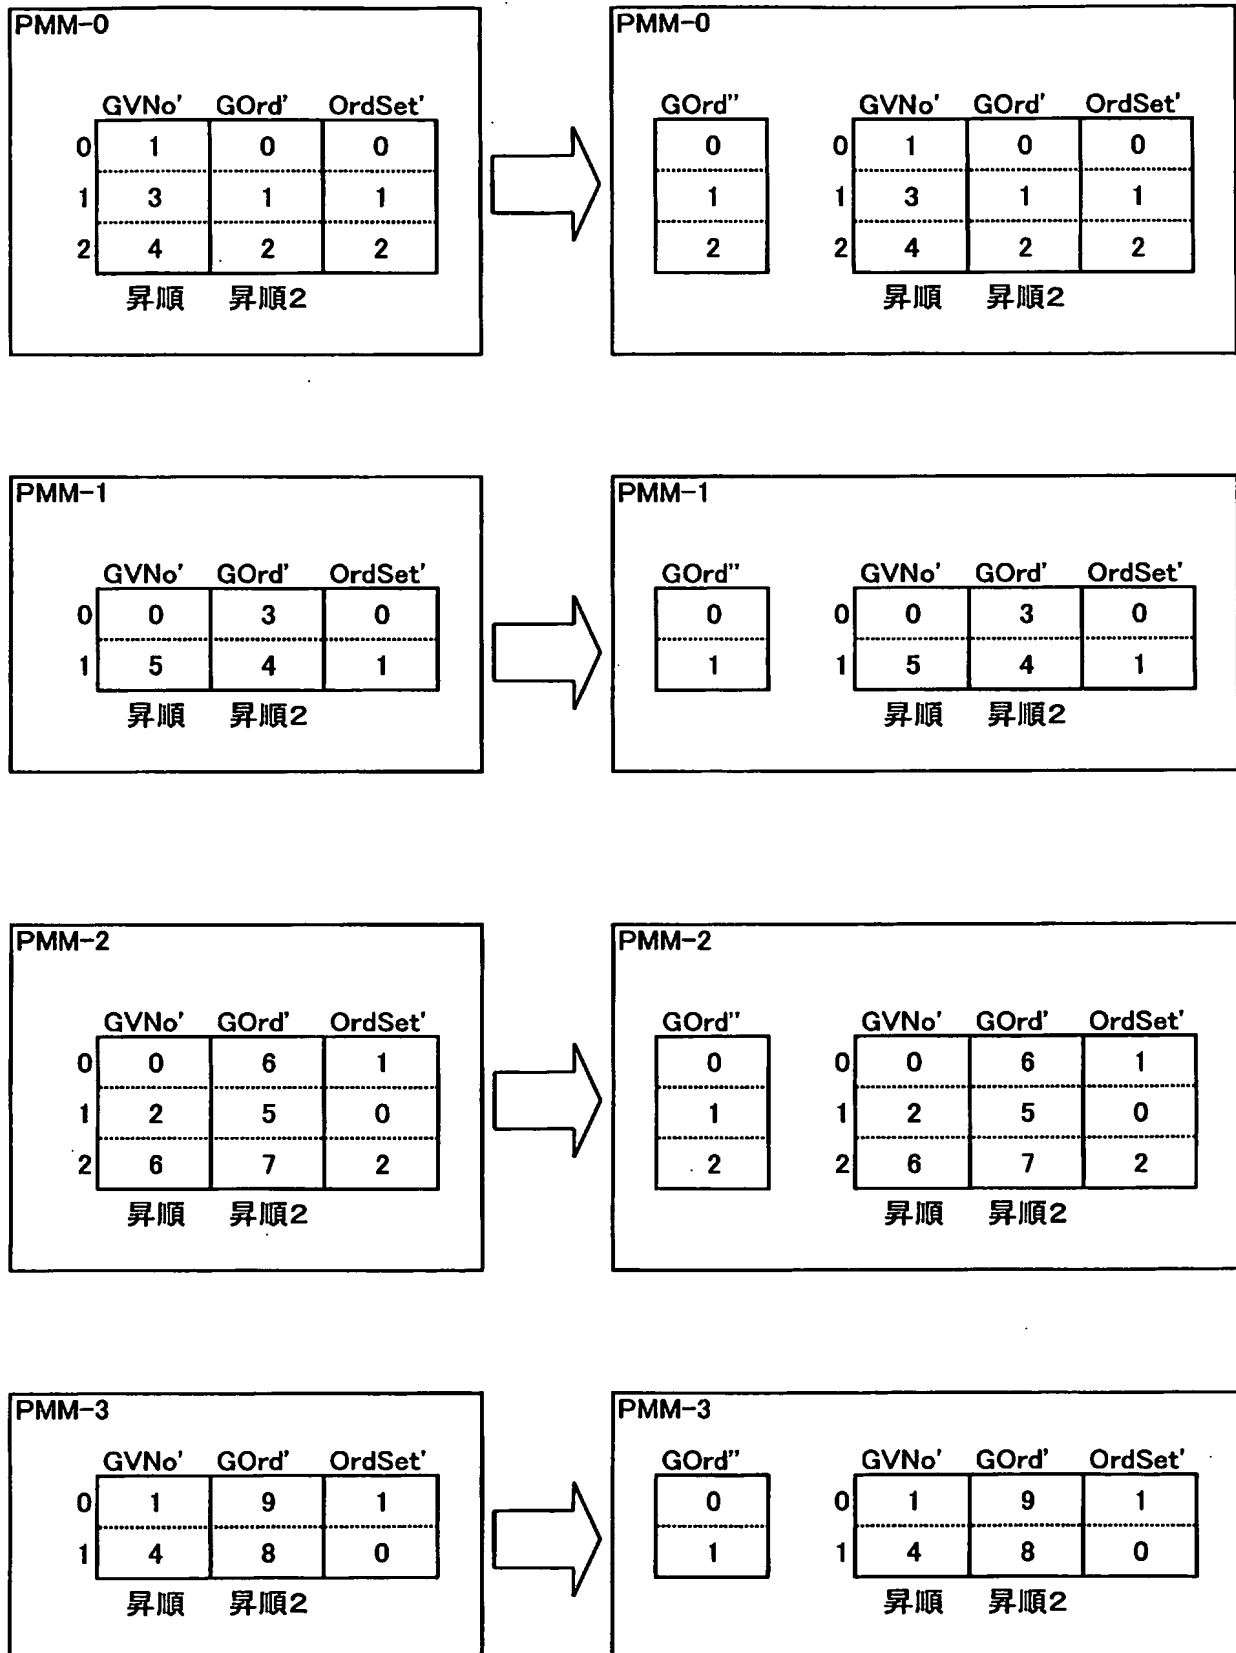 PMM-0
GVNo' GOrd' OrdSet'
0 1 0 0
1 3 1 1
2 4 2 2
昇順 昇順2
PMM-0
GOrd" GVNo' GOrd' OrdSet'
0 0 1 0 0
1 1 3 1 1
2 2 4 2 2
昇順 昇順2
PMM-1
GVNo' GOrd' OrdSet'
0 0 3 0
1 5 4 1
昇順 昇順2
PMM-1
GOrd" GVNo' GOrd' OrdSet'
0 0 0 3 0
1 1 5 4 1
昇順 昇順2
PMM-2
GVNo' GOrd' OrdSet'
0 0 6 1
1 2 5 0
2 6 7 2
昇順 昇順2
PMM-2
GOrd" GVNo' GOrd' OrdSet'
0 0 0 6 1
1 1 2 5 0
2 2 6 7 2
昇順 昇順2
PMM-3
GVNo' GOrd' OrdSet'
0 1 9 1
1 4 8 0
昇順 昇順2
PMM-3
GOrd" GVNo' GOrd' OrdSet'
0 0 1 9 1
1 1 4 8 0
昇順 昇順2